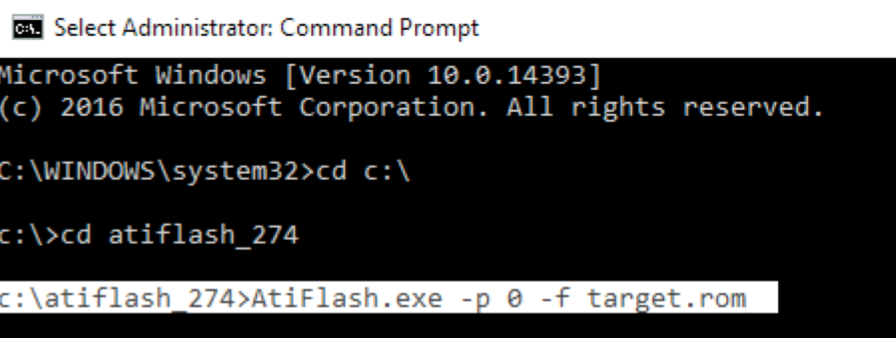 Select Administrator: Command Prompt
Microsoft Windows [Version 10.0.14393]
(c) 2016 Microsoft Corporation. All rights reserved.
C:\WINDOWS\system32>cd c:\
c:\>cd atiflash_274
c:\atiflash_274>AtiFlash.exe -p 0 -f target.rom